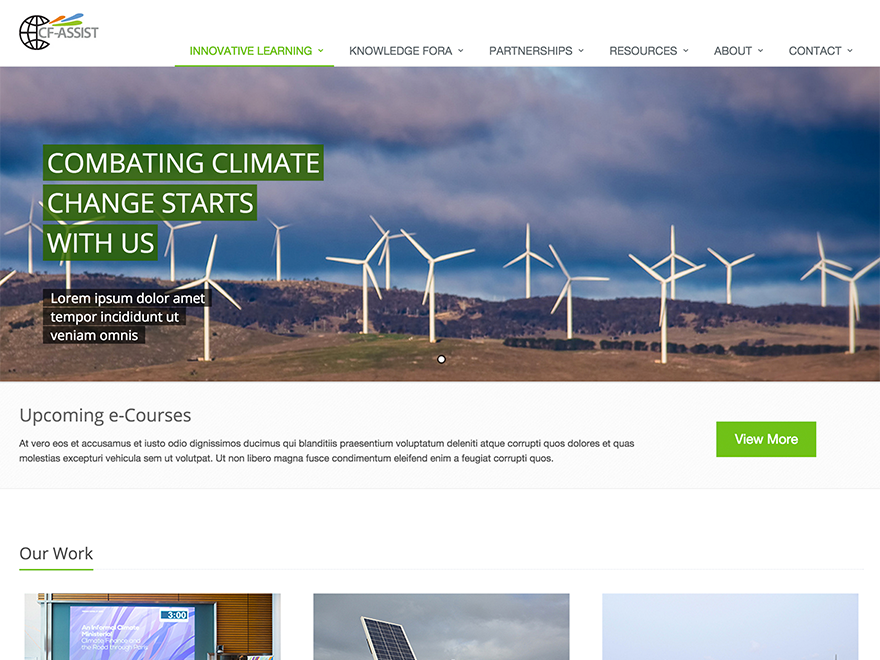 CF-ASSIST
INNOVATIVE LEARNING
KNOWLEDGE FORA
PARTNERSHIPS
RESOURCES
ABOUT
CONTACT
COMBATING CLIMATE
CHANGE STARTS
WITH US
Lorem ipsum dolor amet
tempor incididunt ut
veniam omnis
Upcoming e-Courses
At vero eos et accusamus et iusto odio dignissimos ducimus qui blanditiis praesentium voluptatum deleniti atque corrupti quos dolores et quas
molestias excepturi vehicula sem ut volutpat. Ut non libero magna fusce condimentum eleifend enim a feugiat corrupti quos.
View More
Our Work
3:00
An Informal Climate
Ministerial
Climate Finance and
the Road through Paris